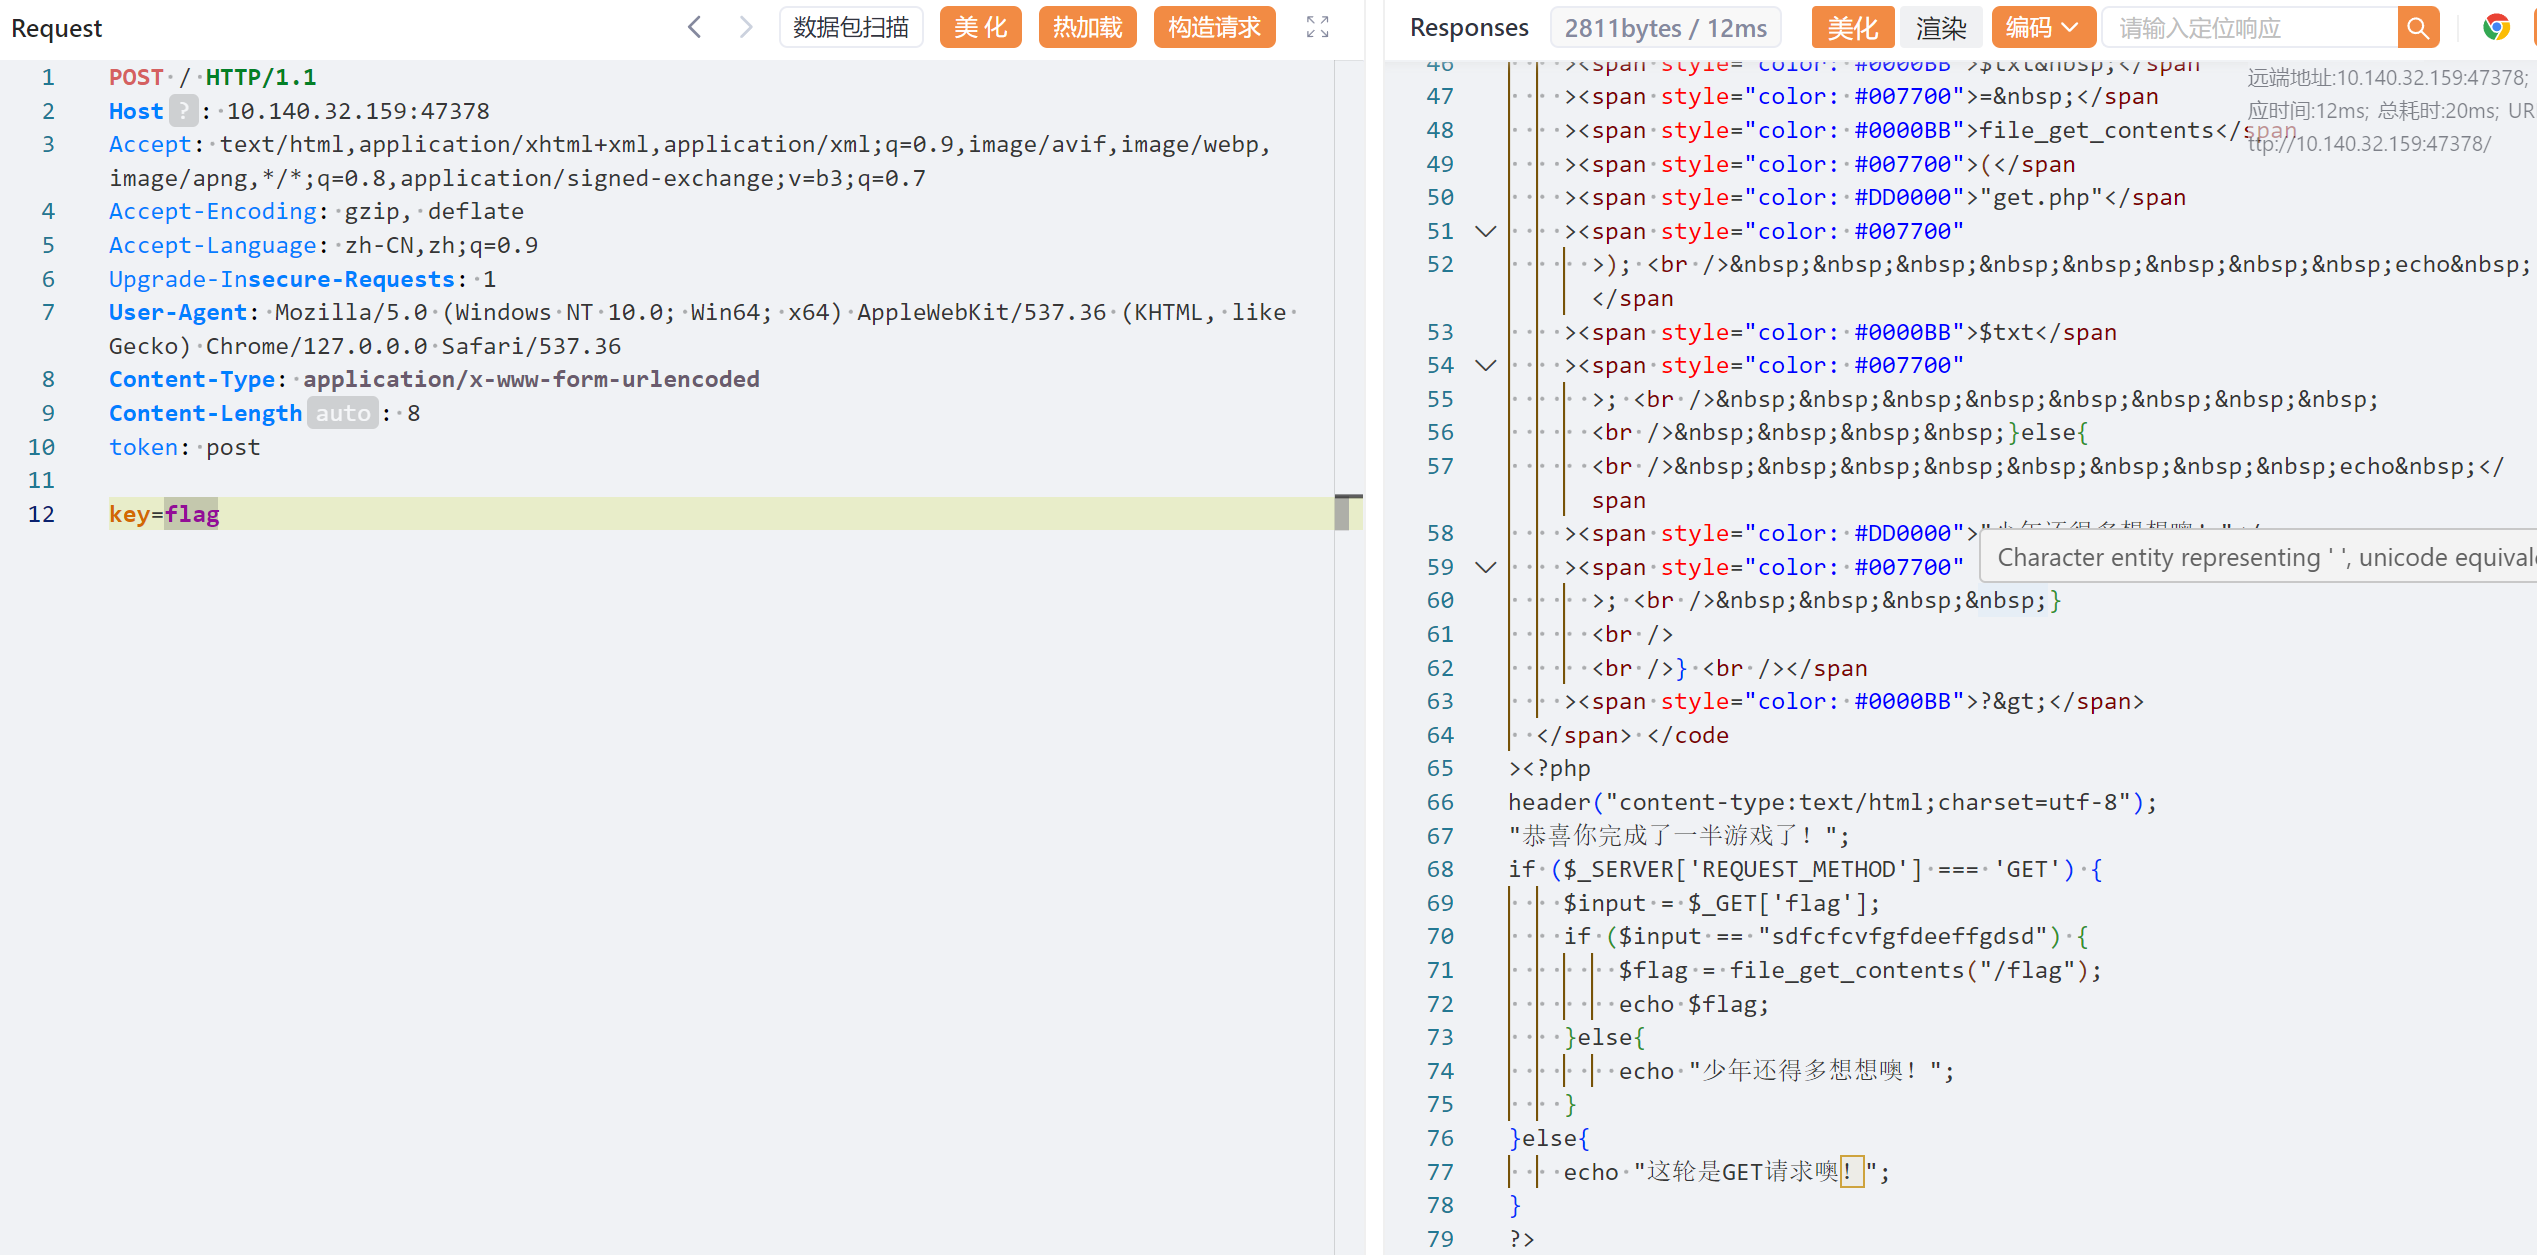 Request
数据包扫描
美 化
热加载
构造请求
1 POST / HTTP/1.1
2 Host ? : 10.140.32.159:47378
3 Accept: text/html,application/xhtml+xml,application/xml;q=0.9,image/avif,image/webp,
image/apng,*/*;q=0.8,application/signed-exchange;v=b3;q=0.7
4 Accept-Encoding: gzip, deflate
5 Accept-Language: zh-CN,zh;q=0.9
6 Upgrade-Insecure-Requests: 1
7 User-Agent: Mozilla/5.0 (Windows NT 10.0; Win64; x64) AppleWebKit/537.36 (KHTML, like
Gecko) Chrome/127.0.0.0 Safari/537.36
8 Content-Type: application/x-www-form-urlencoded
9 Content-Length auto : 8
10 token: post
11
12 key=flag
Responses
2811bytes / 12ms
美化
渲染
编码
请输入定位响应
远端地址:10.140.32.159:47378;
应时间:12ms; 总耗时:20ms; UR
ttp://10.140.32.159:47378/
46 ><span style="color: #0000BB">$txt&nbsp;</span
47 ><span style="color: #007700">=&nbsp;</span
48 ><span style="color: #0000BB">file_get_contents</span
49 ><span style="color: #007700">(</span
50 ><span style="color: #DD0000">"get.php"</span
51 ><span style="color: #007700"
52 >); <br />&nbsp;&nbsp;&nbsp;&nbsp;&nbsp;&nbsp;&nbsp;&nbsp;echo&nbsp;
</span
53 ><span style="color: #0000BB">$txt</span
54 ><span style="color: #007700"
55 >; <br />&nbsp;&nbsp;&nbsp;&nbsp;&nbsp;&nbsp;&nbsp;&nbsp;
56 <br />&nbsp;&nbsp;&nbsp;&nbsp;}else{
57 <br />&nbsp;&nbsp;&nbsp;&nbsp;&nbsp;&nbsp;&nbsp;&nbsp;echo&nbsp;</
span
58 ><span style="color: #DD0000">"少年还得多想想噢！"</
59 ><span style="color: #007700"
Character entity representing ' ', unicode equival
60 >; <br />&nbsp;&nbsp;&nbsp;&nbsp;}
61 <br />
62 <br />} <br /></span
63 ><span style="color: #0000BB">?&gt;</span>
64 </span> </code
65 ><?php
66 header("content-type:text/html;charset=utf-8");
67 "恭喜你完成了一半游戏了！";
68 if ($_SERVER['REQUEST_METHOD'] === 'GET') {
69 $input = $_GET['flag'];
70 if ($input == "sdfcfcvfgfdeeffgdsd") {
71 $flag = file_get_contents("/flag");
72 echo $flag;
73 }else{
74 echo "少年还得多想想噢！";
75 }
76 }else{
77 echo "这轮是GET请求噢！";
78 }
79 ?>